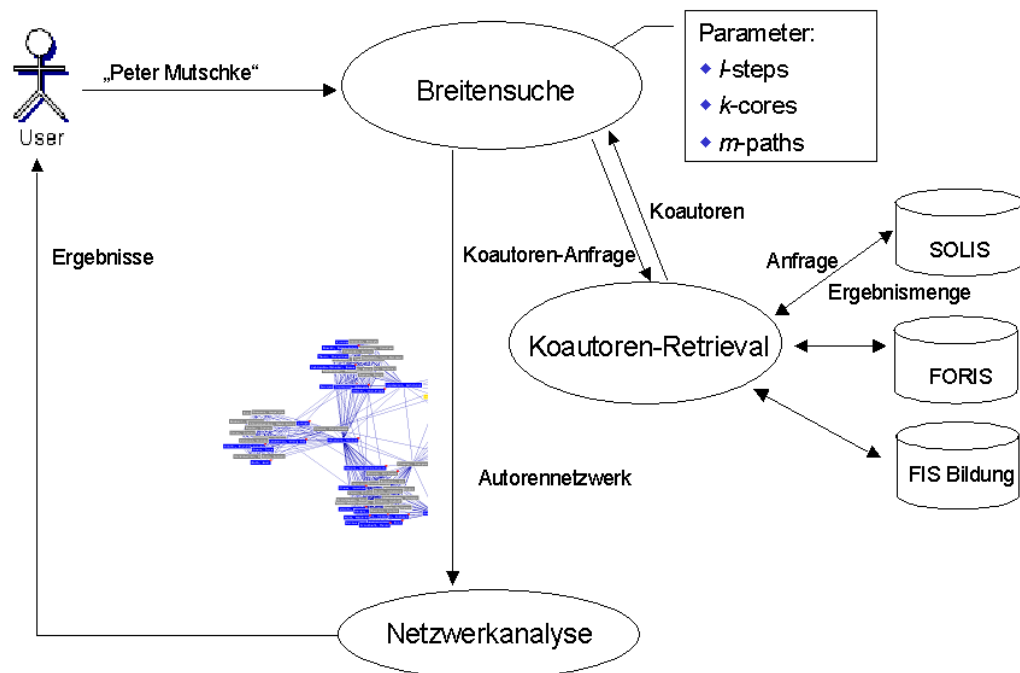 Parameter:
l-steps
k-cores
m-paths
„Peter Mutschke“
Breitensuche
User
Koautoren
Ergebnisse
Koautoren-Anfrage
Anfrage
SOLIS
Ergebnismenge
Koautoren-Retrieval
FORIS
FIS Bildung
Autorennetzwerk
Netzwerkanalyse